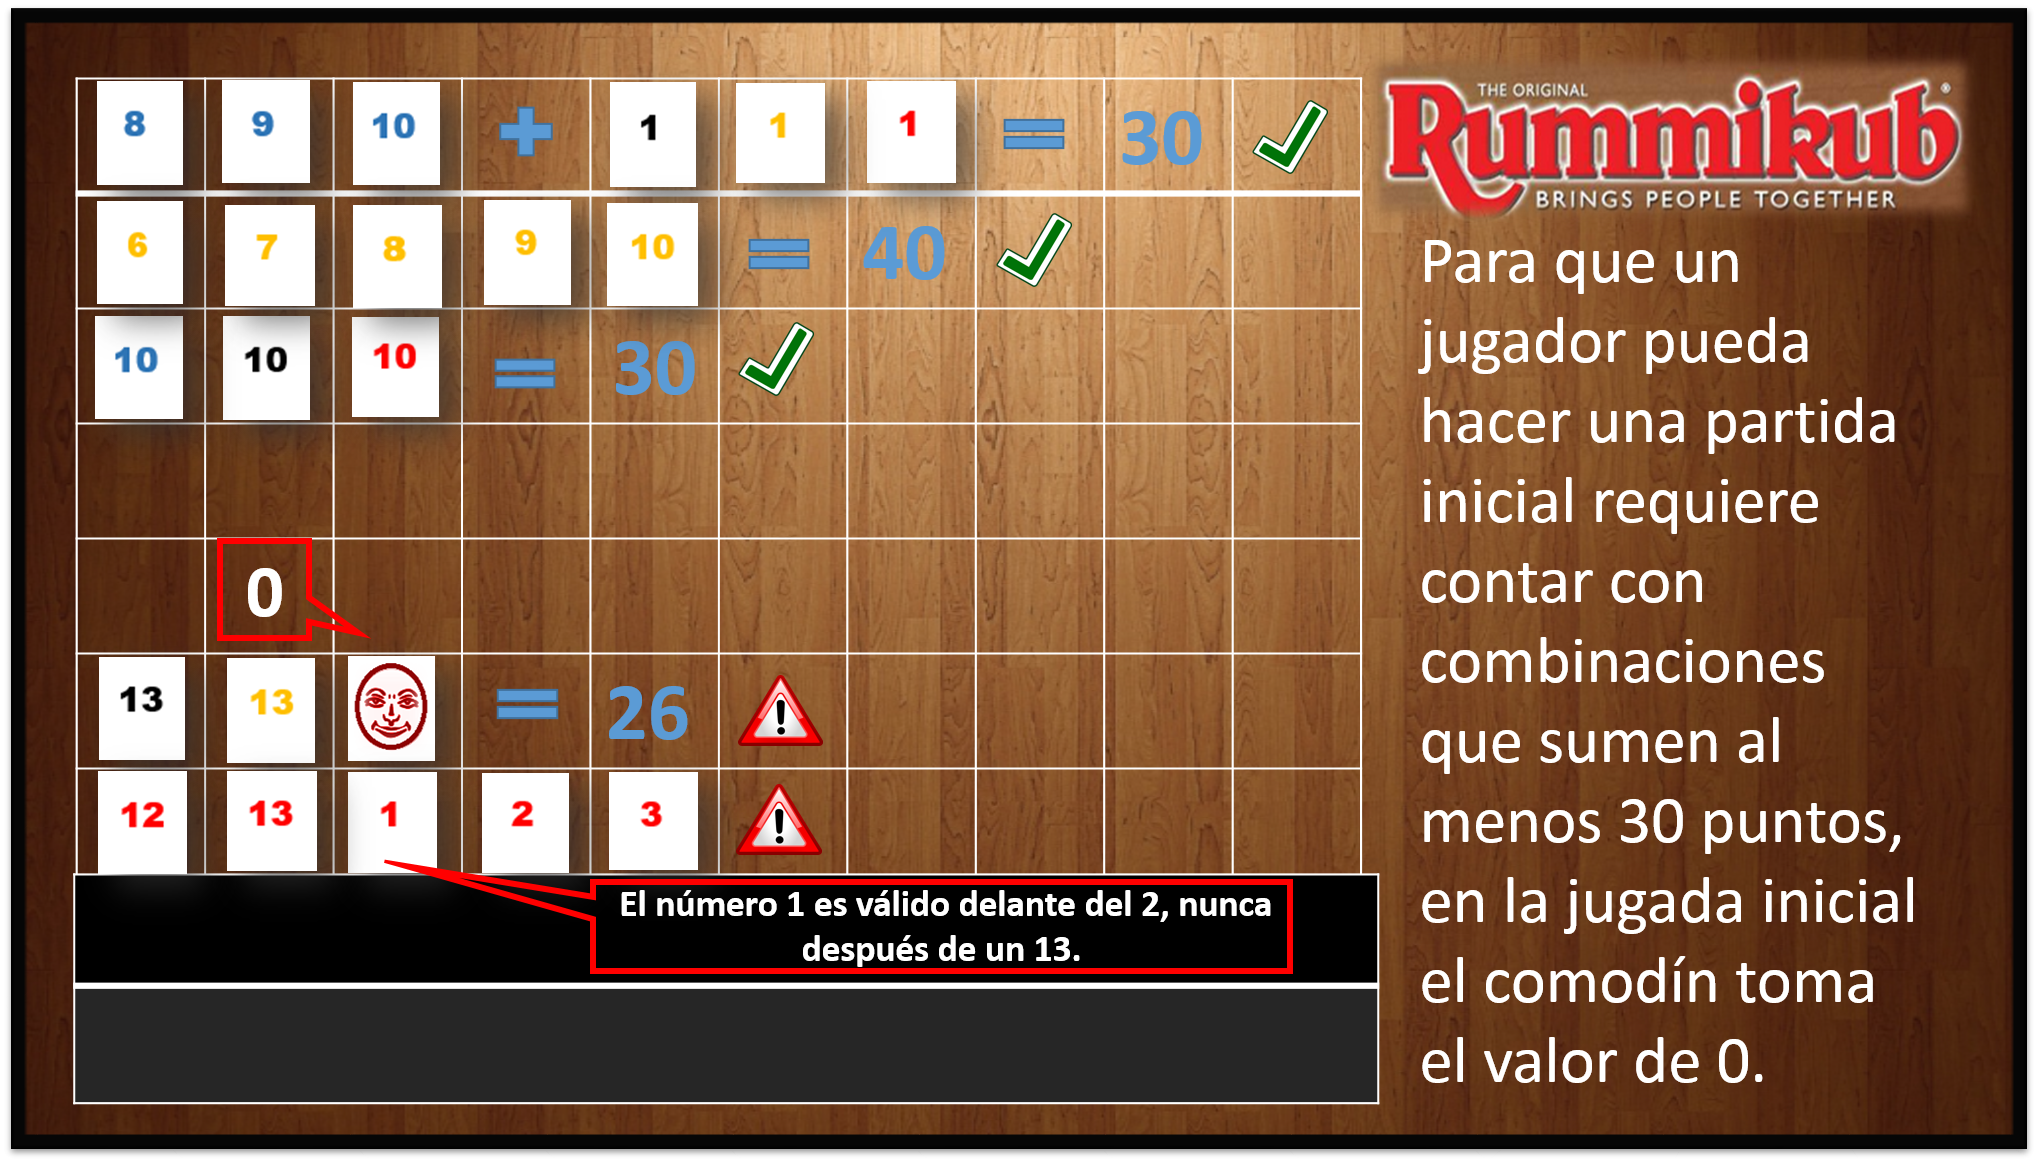 8 9 10 + 1 1 1 = 30
6 7 8 9 10 = 40
10 10 10 = 30
0
13 13 = 26
12 13 1 2 3
El número 1 es válido delante del 2, nunca
después de un 13.
THE ORIGINAL
Rummikub®
BRINGS PEOPLE TOGETHER
Para que un
jugador pueda
hacer una partida
inicial requiere
contar con
combinaciones
que sumen al
menos 30 puntos,
en la jugada inicial
el comodín toma
el valor de 0.